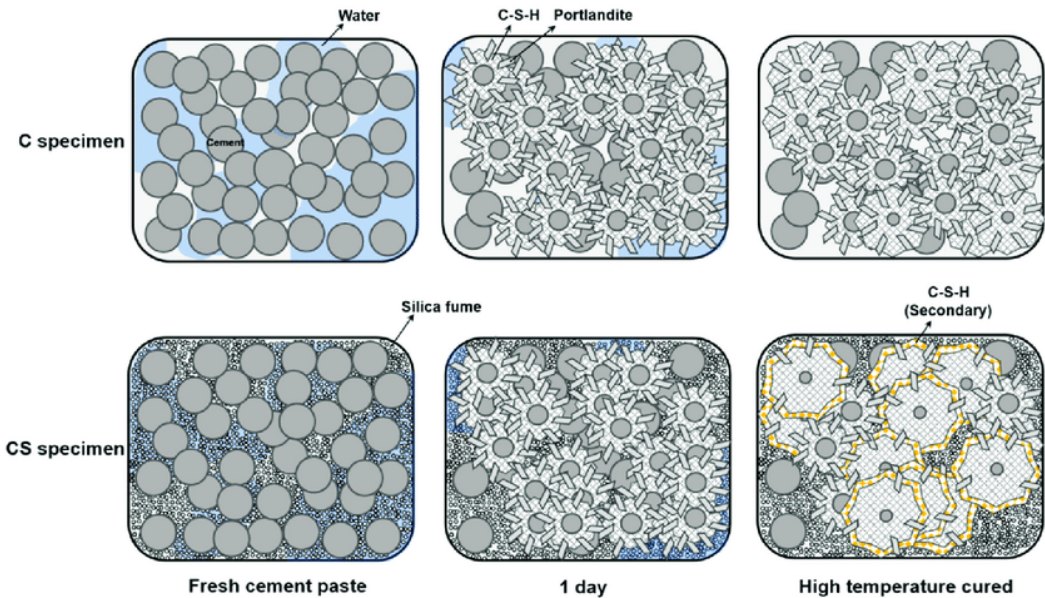 Water
C-S-H
Portlandite
C specimen
Cement
Silica fume
C-S-H
(Secondary)
CS specimen
Fresh cement paste
1 day
High temperature cured